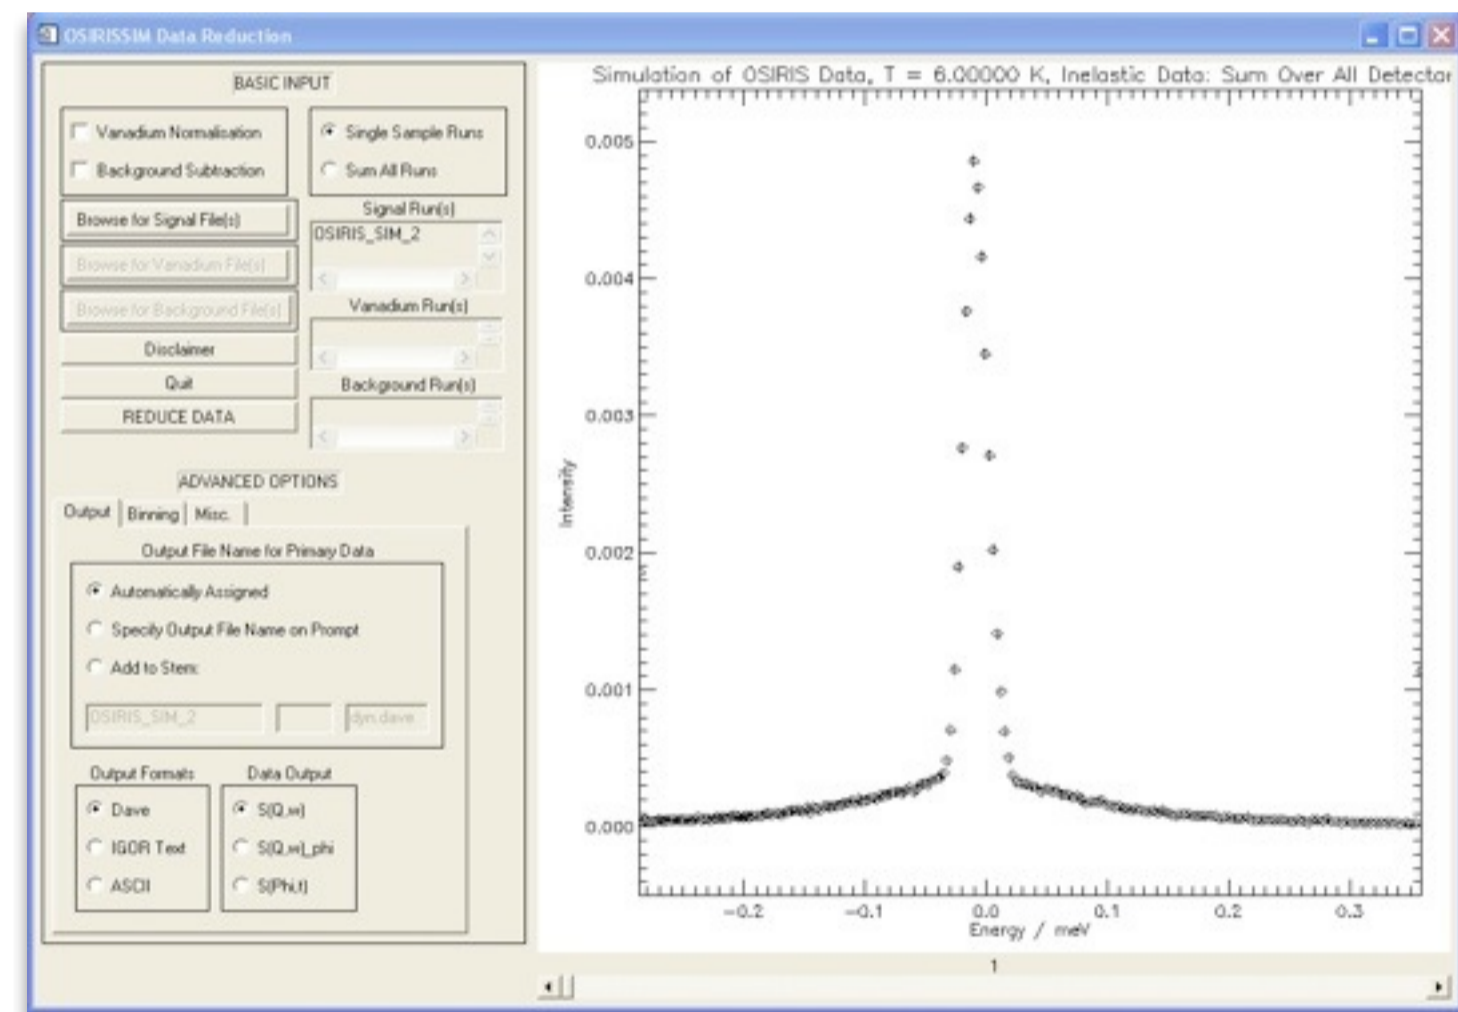 OSIRISSIM Data Reduction
BASIC INPUT
Vanadium Normalisation
Background Subtraction
Single Sample Runs
Sum All Runs
Browse for Signal File(s)
Browse for Vanadium File(s)
Browse for Background File(s)
Disclaimer
Quit
REDUCE DATA
Signal Run(s)
OSIRIS_SIM_2
Vanadium Run(s)
Background Run(s)
ADVANCED OPTIONS
Output Binning Misc.
Output File Name for Primary Data
Automatically Assigned
Specify Output File Name on Prompt
Add to Stem:
OSIRIS_SIM_2 dyn.dave
Output Formats
Dave
IGOR Text
ASCII
Data Output
S(Q,w)
S(Q,w)_phi
S(Phi,t)
Simulation of OSIRIS Data, T = 6.00000 K, Inelastic Data: Sum Over All Detector
0.005
0.004
0.003
0.002
0.001
0.000
Intensity
-0.2 -0.1 0.0 0.1 0.2 0.3
Energy / meV
1